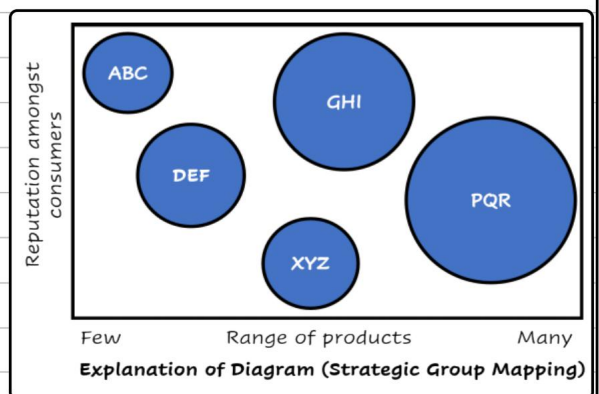 Reputation amongst
consumers
ABC
GHI
DEF
PQR
XYZ
Few Range of products Many
Explanation of Diagram (Strategic Group Mapping)